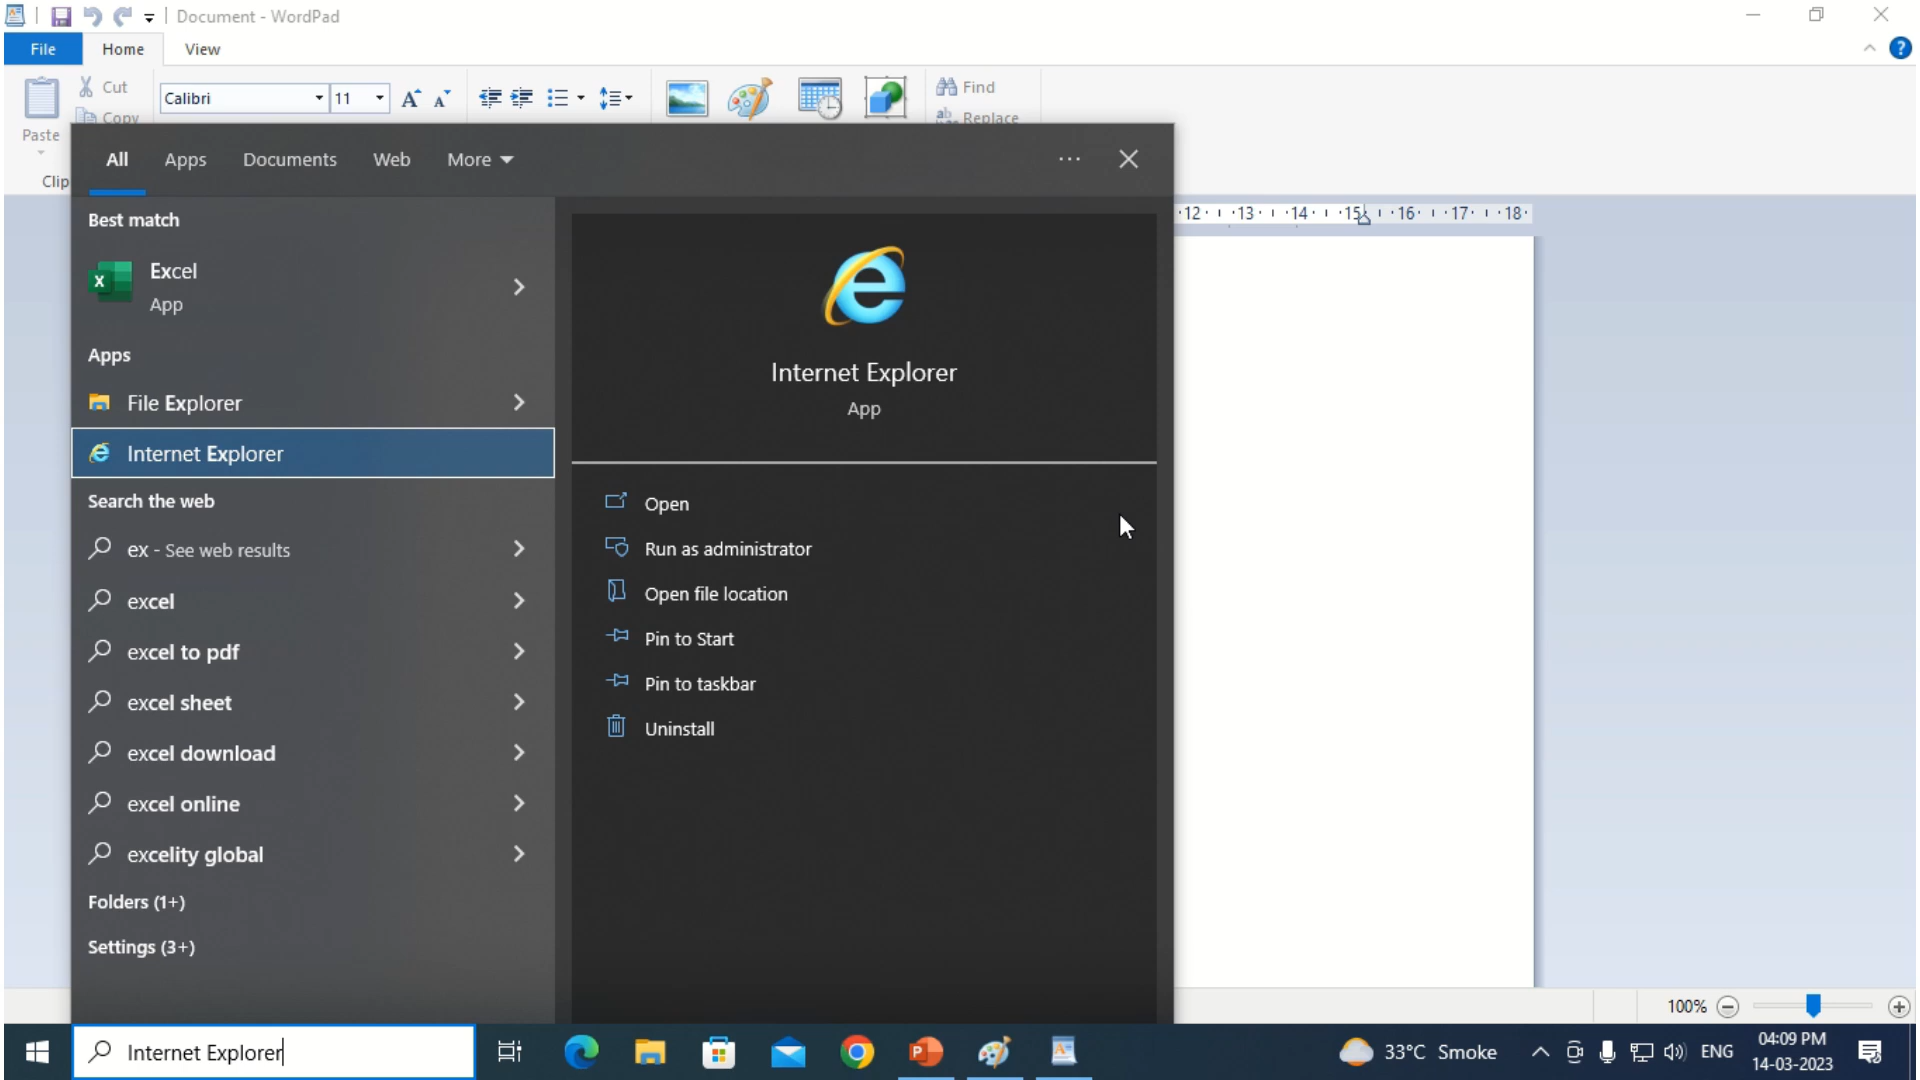 Document - WordPad
File Home View ?
Cut
Calibri 11 Find
Copy Replace
Paste
Clip
All Apps Documents Web More
12 13 14 15 16 17 18
Best match
Excel
App
Apps
File Explorer
Internet Explorer
Search the web
ex - See web results
excel
excel to pdf
excel sheet
excel download
excel online
excelity global
Folders (1+)
Settings (3+)
Internet Explorer
App
Open
Run as administrator
Open file location
Pin to Start
Pin to taskbar
Uninstall
100%
Internet Explorer
33°C Smoke
ENG
04:09 PM
14-03-2023